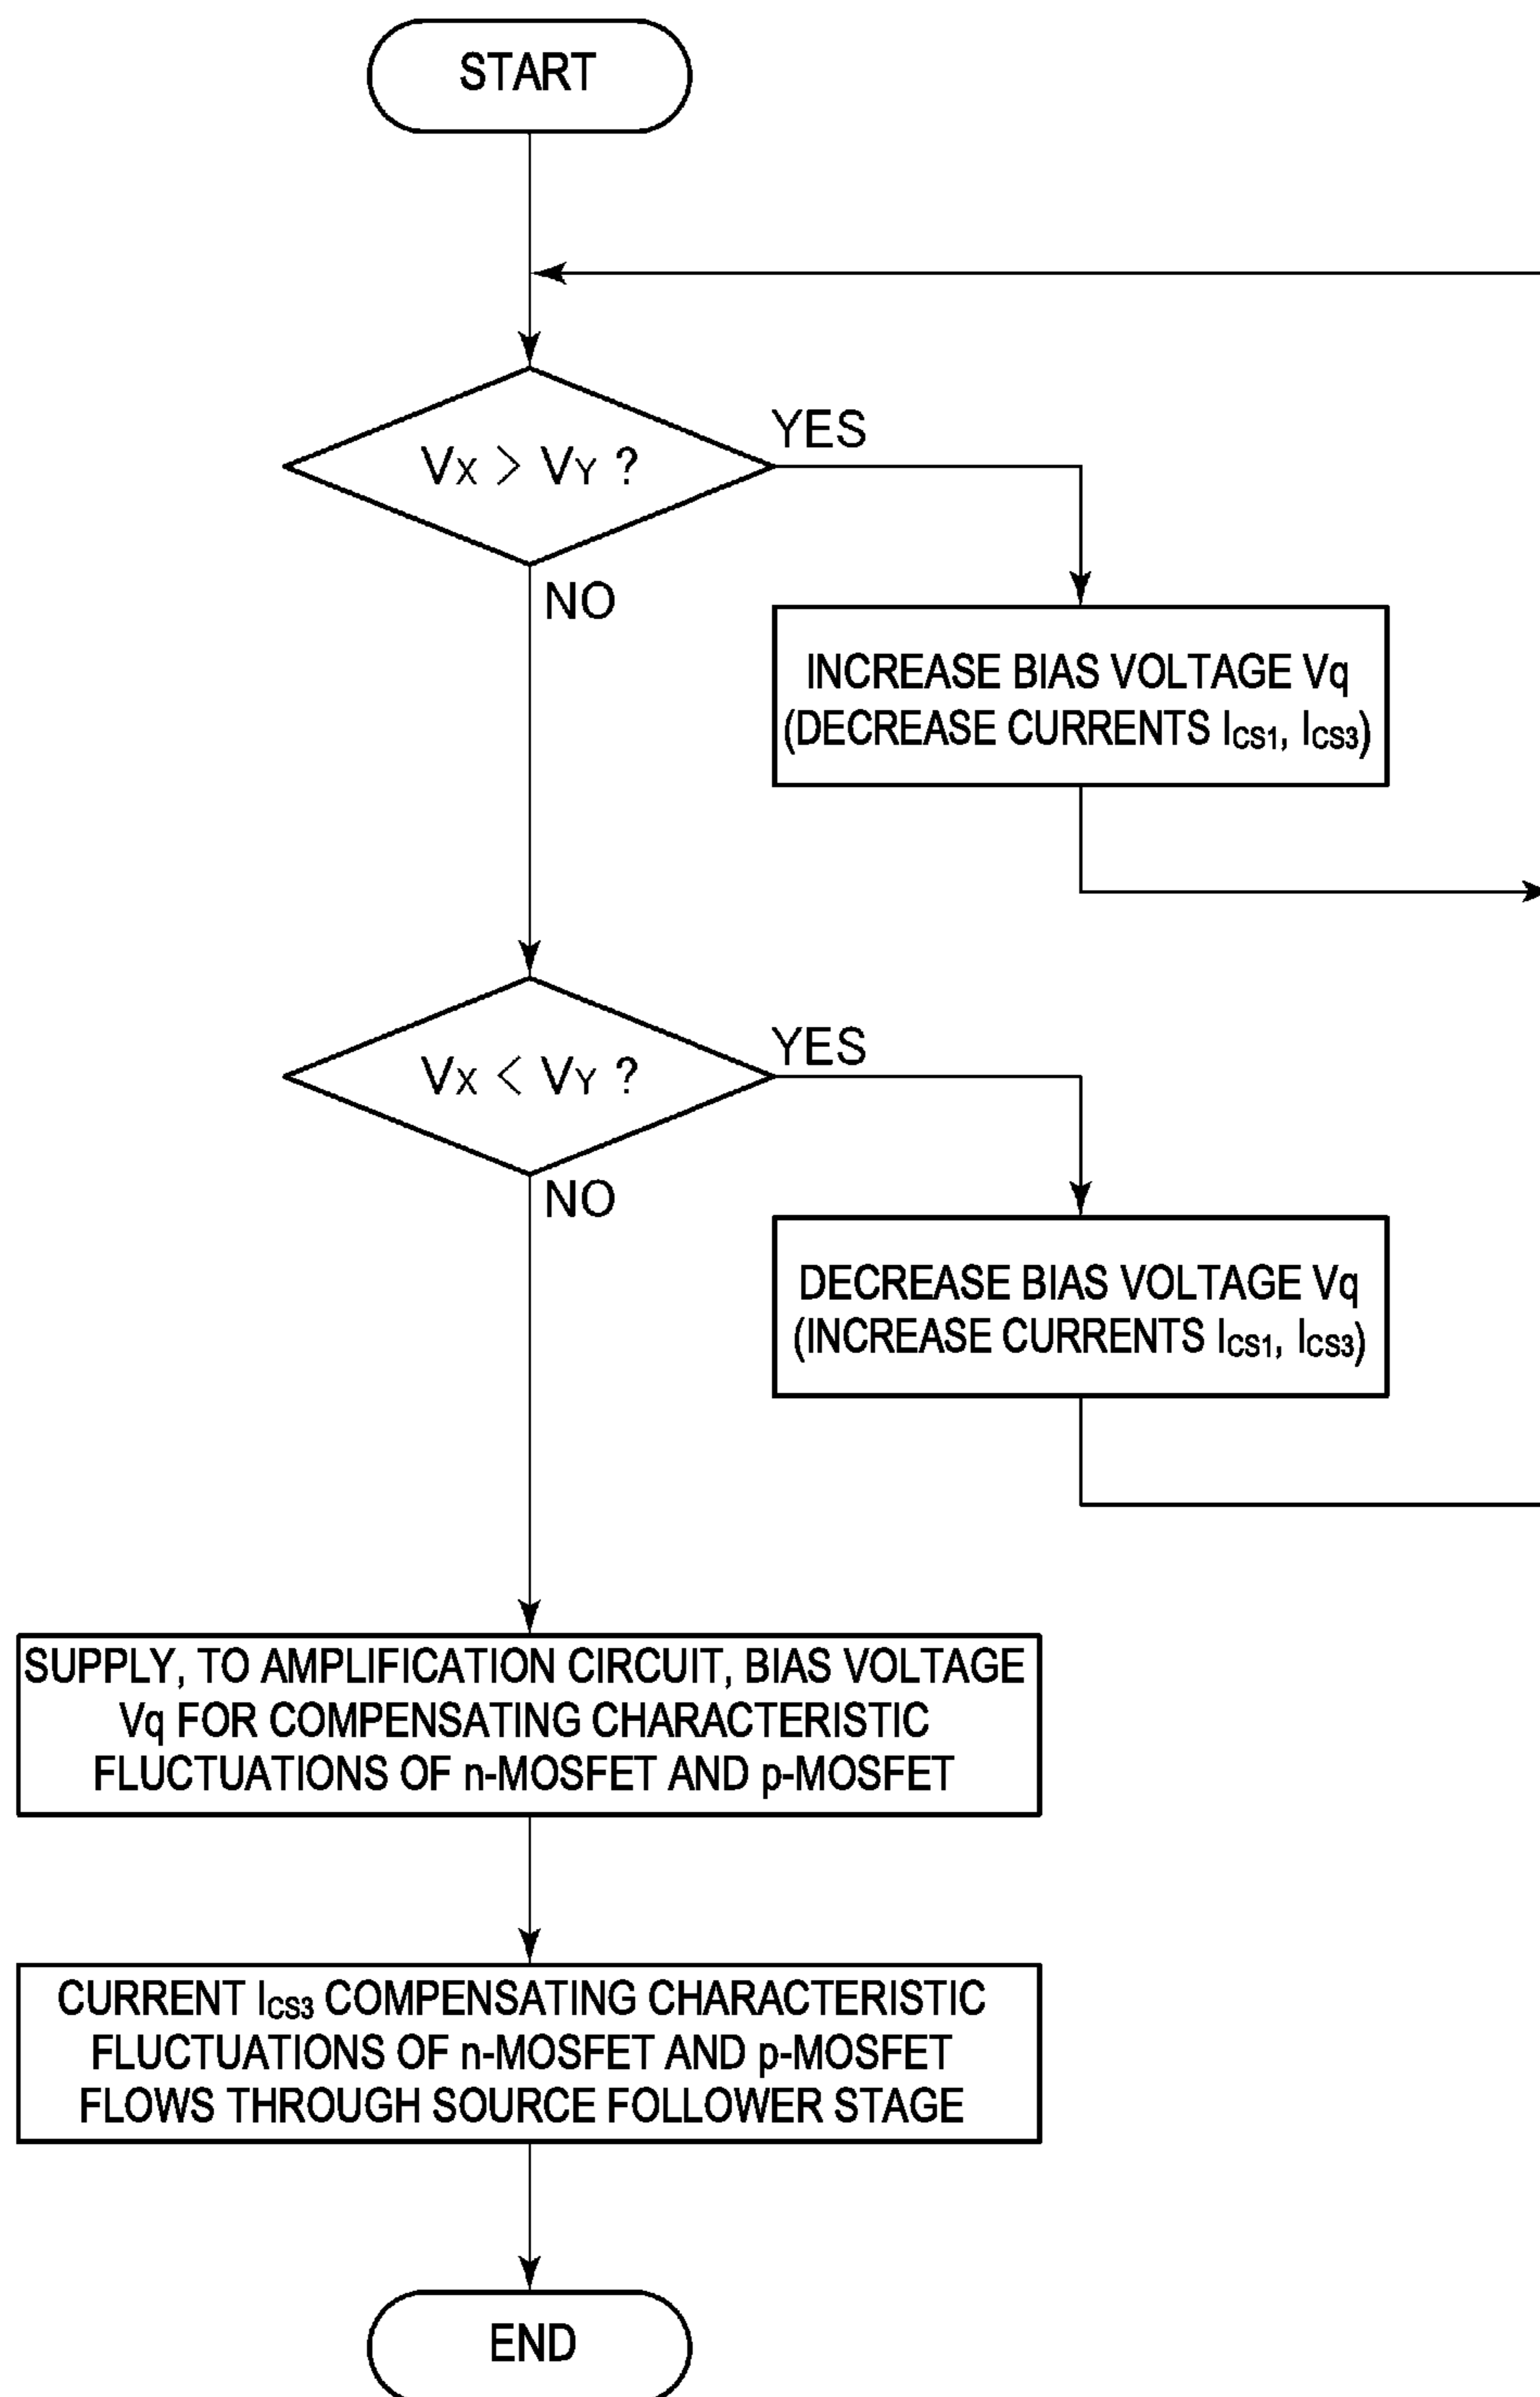 START
VX > VY ?
YES
NO
INCREASE BIAS VOLTAGE Vq
(DECREASE CURRENTS ICS1, ICS3)
VX < VY ?
YES
NO
DECREASE BIAS VOLTAGE Vq
(INCREASE CURRENTS ICS1, ICS3)
SUPPLY, TO AMPLIFICATION CIRCUIT, BIAS VOLTAGE
Vq FOR COMPENSATING CHARACTERISTIC
FLUCTUATIONS OF n-MOSFET AND p-MOSFET
CURRENT ICS3 COMPENSATING CHARACTERISTIC
FLUCTUATIONS OF n-MOSFET AND p-MOSFET
FLOWS THROUGH SOURCE FOLLOWER STAGE
END